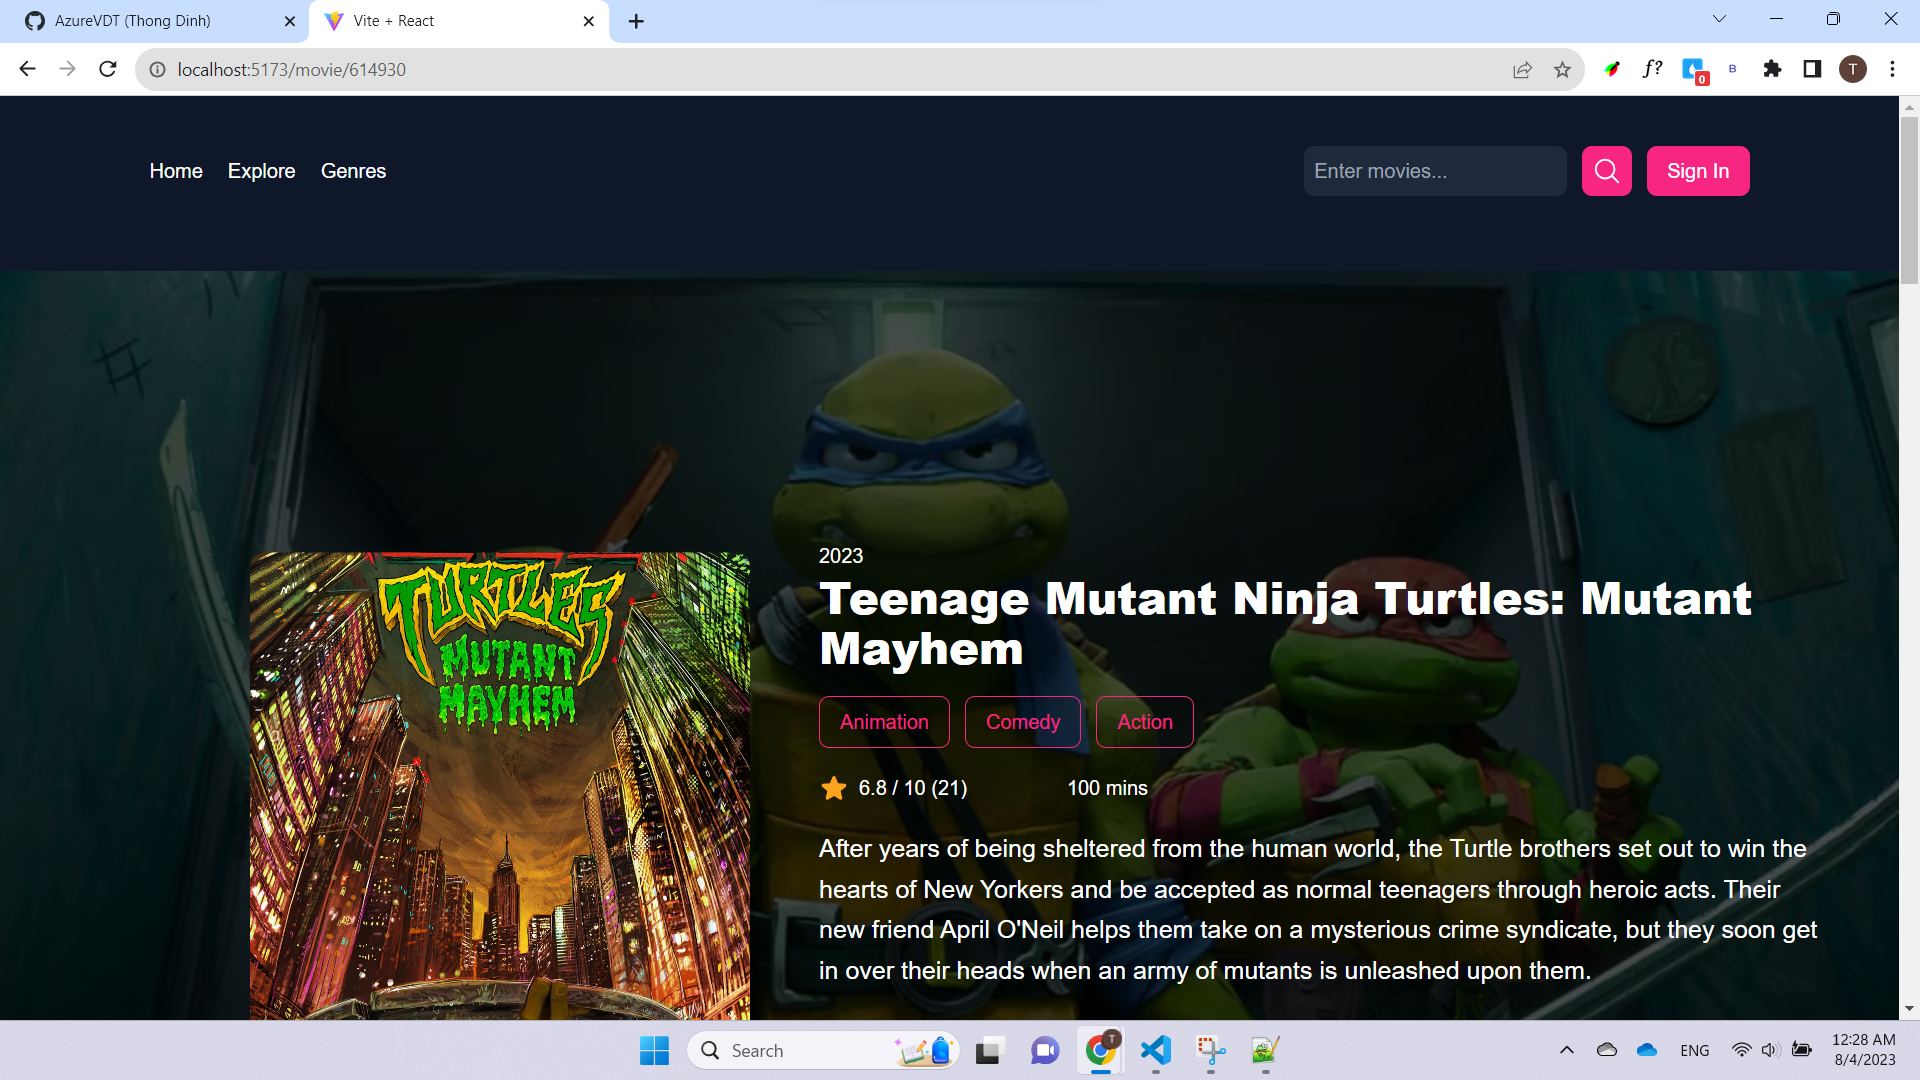 AzureVDT (Thong Dinh)
Vite + React
localhost:5173/movie/614930
f?
0
B
T
Home Explore Genres
Enter movies...
Sign In
2023
Teenage Mutant Ninja Turtles: Mutant
Mayhem
TURTLES
MUTANT
MAYHEM
Animation Comedy Action
6.8 / 10 (21) 100 mins
After years of being sheltered from the human world, the Turtle brothers set out to win the
hearts of New Yorkers and be accepted as normal teenagers through heroic acts. Their
new friend April O'Neil helps them take on a mysterious crime syndicate, but they soon get
in over their heads when an army of mutants is unleashed upon them.
Search
T
ENG
12:28 AM
8/4/2023